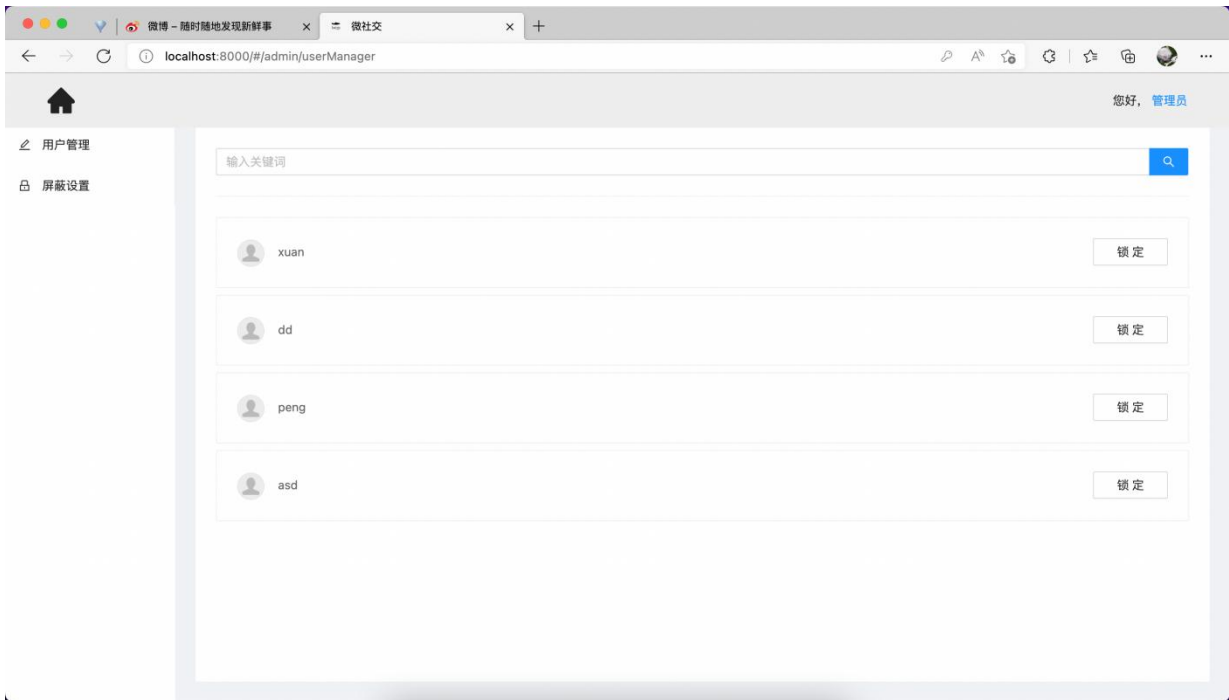 微博 – 随时随地发现新鲜事
微社交
localhost:8000/#/admin/userManager
您好， 管理员
用户管理
屏蔽设置
输入关键词
xuan
锁 定
dd
锁 定
peng
锁 定
asd
锁 定